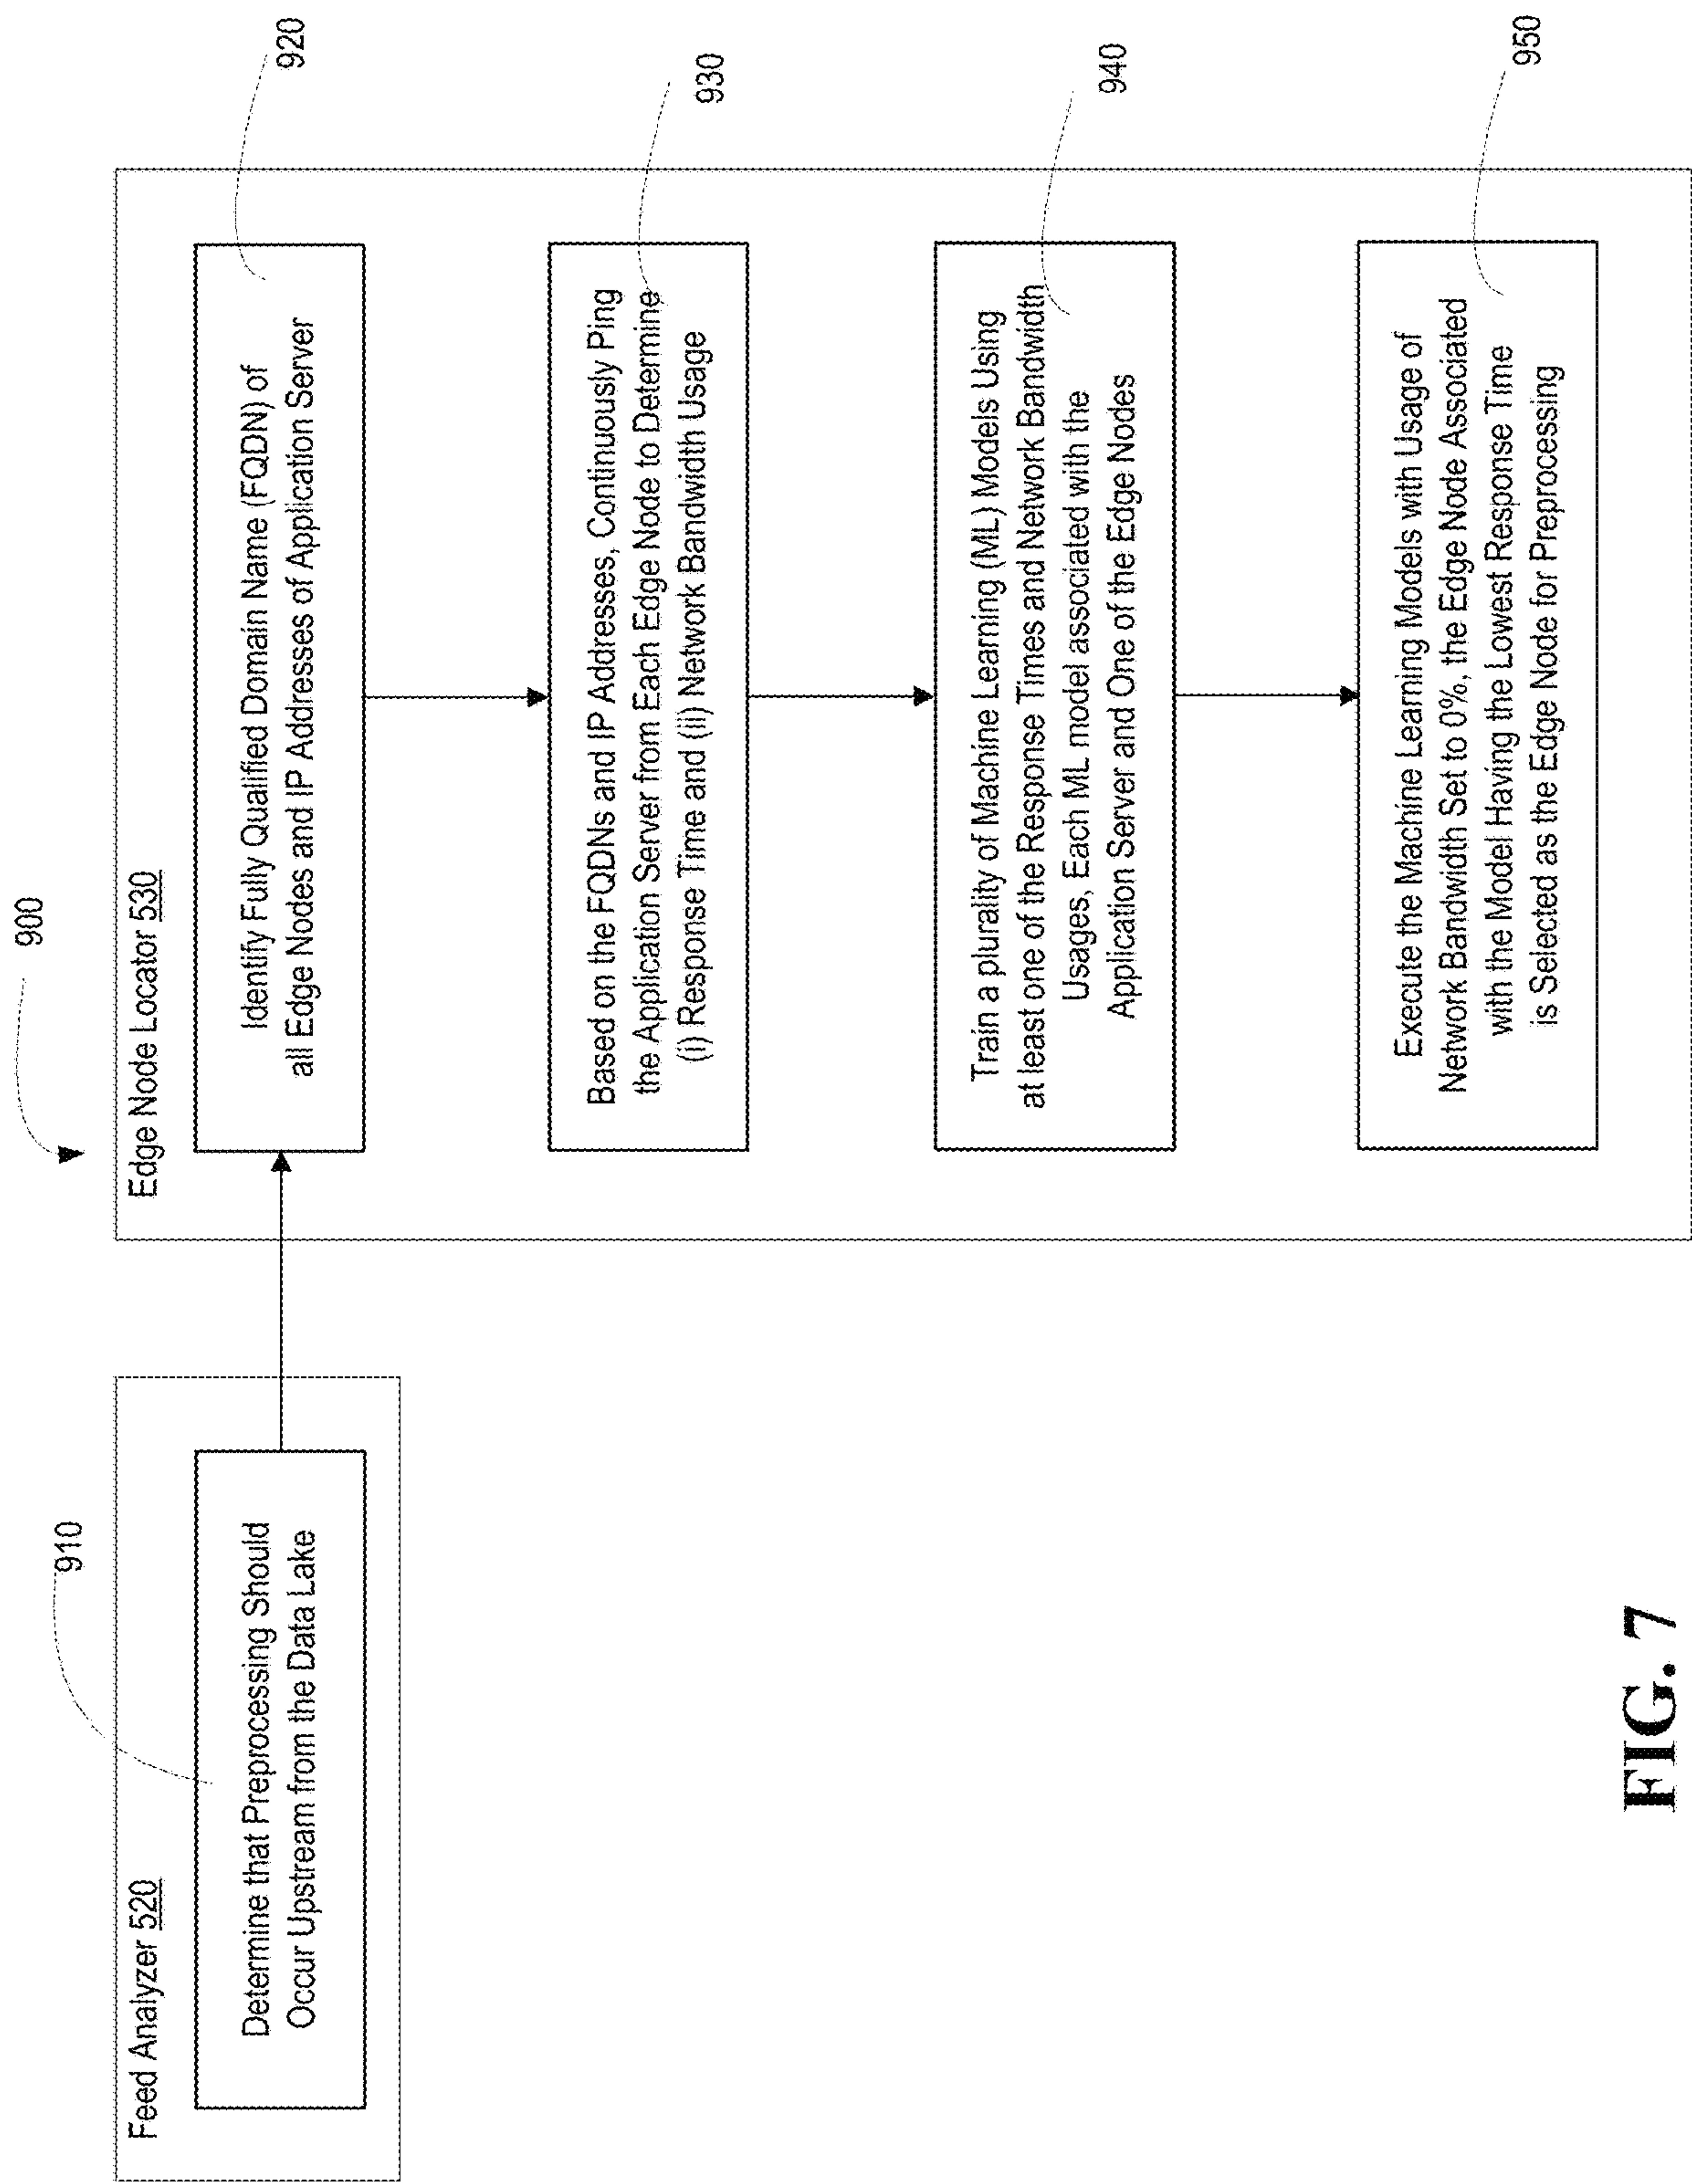 900
Feed Analyzer 520
910
Determine that Preprocessing Should
Occur Upstream from the Data Lake
Edge Node Locator 530
920
Identify Fully Qualified Domain Name (FQDN) of
all Edge Nodes and IP Addresses of Application Server
930
Based on the FQDNs and IP Addresses, Continuously Ping
the Application Server from Each Edge Node to Determine
(i) Response Time and (ii) Network Bandwidth Usage
940
Train a plurality of Machine Learning (ML) Models Using
at least one of the Response Times and Network Bandwidth
Usages, Each ML model associated with the
Application Server and One of the Edge Nodes
950
Execute the Machine Learning Models with Usage of
Network Bandwidth Set to 0%, the Edge Node Associated
with the Model Having the Lowest Response Time
is Selected as the Edge Node for Preprocessing
FIG. 7